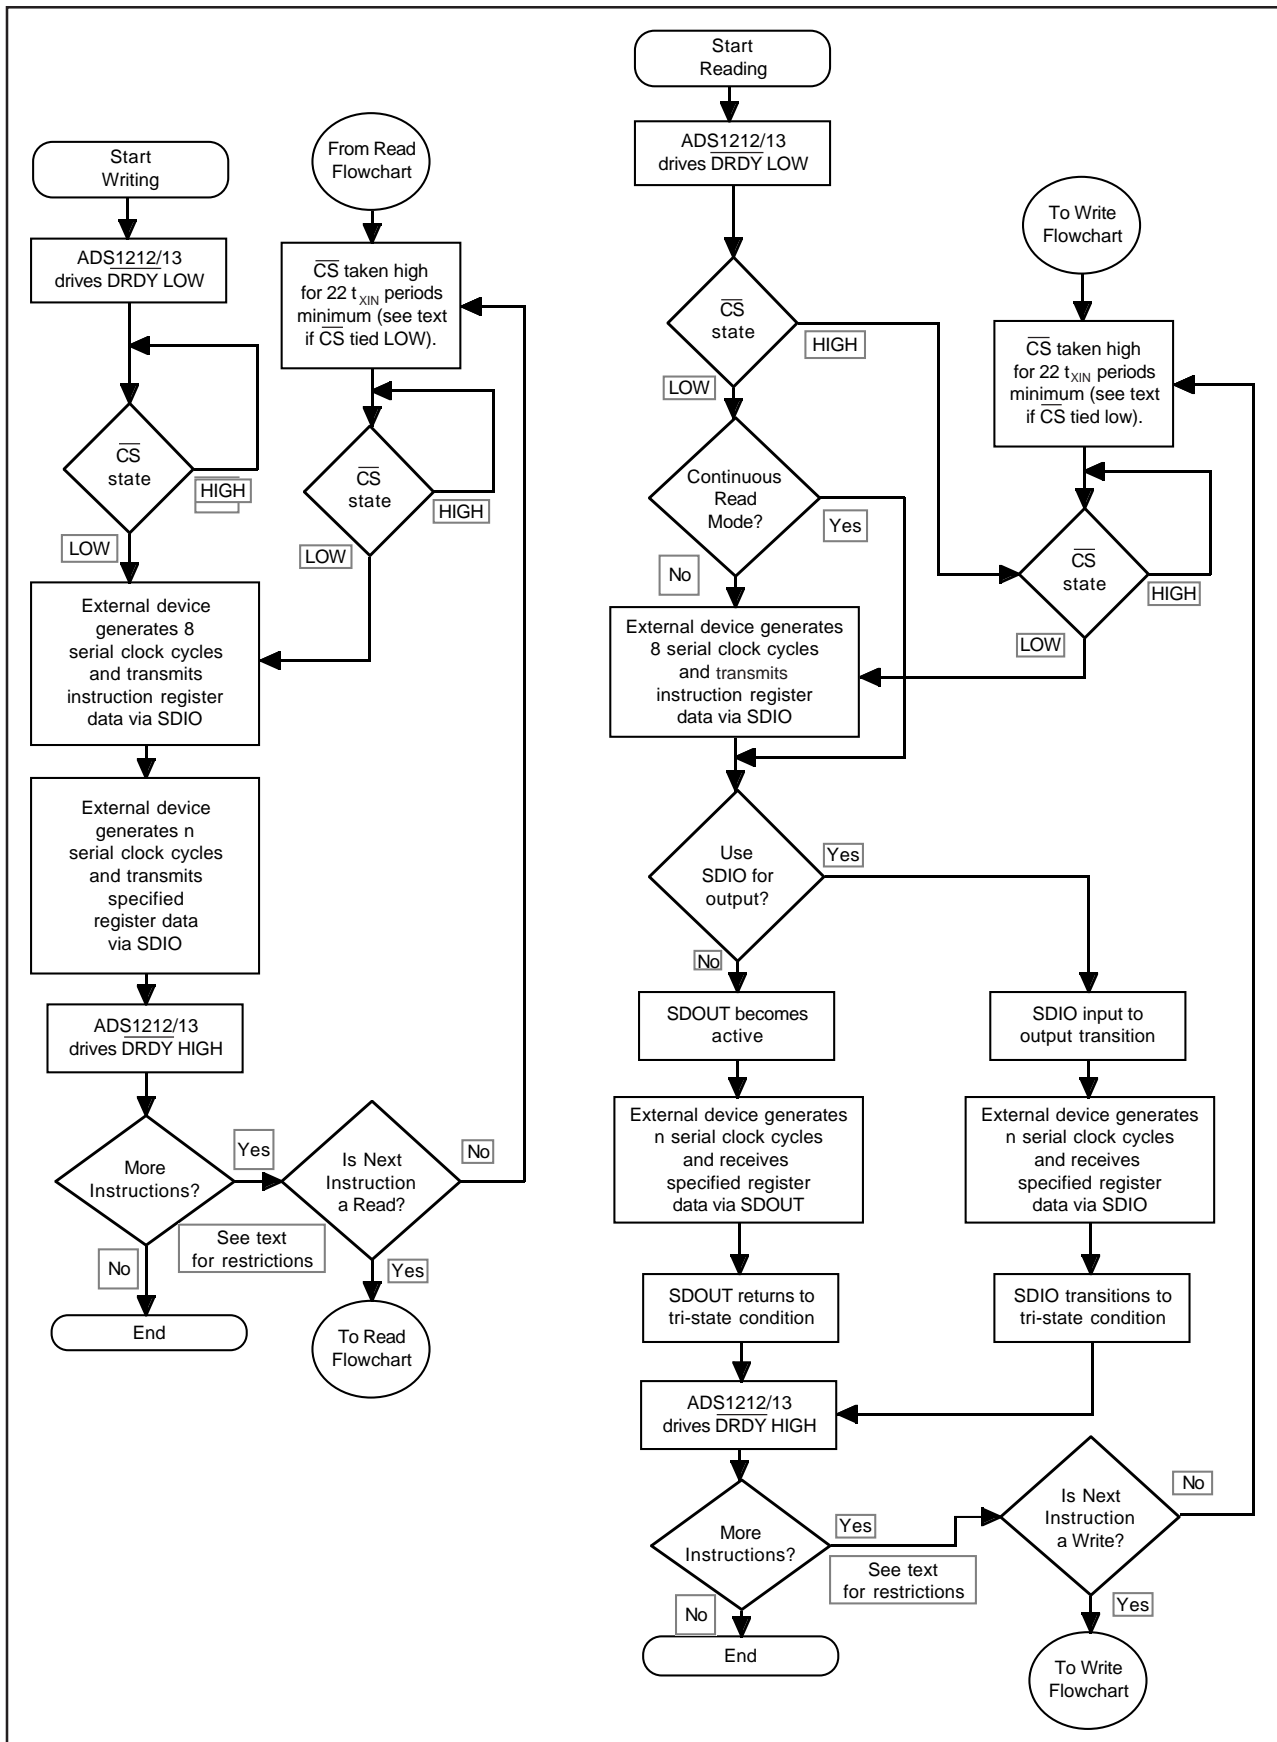 Start
Writing
ADS1212/13
drives DRDY LOW
CS
state
HIGH
LOW
External device
generates 8
serial clock cycles
and transmits
instruction register
data via SDIO
External device
generates n
serial clock cycles
and transmits
specified
register data
via SDIO
ADS1212/13
drives DRDY HIGH
More
Instructions?
Yes
See text
for restrictions
No
End
From Read
Flowchart
CS taken high
for 22 tXIN periods
minimum (see text
if CS tied LOW).
CS
state
HIGH
LOW
Is Next
Instruction
a Read?
No
Yes
To Read
Flowchart
Start
Reading
ADS1212/13
drives DRDY LOW
CS
state
HIGH
LOW
Continuous
Read
Mode?
Yes
No
External device generates
8 serial clock cycles
and transmits
instruction register
data via SDIO
Use
SDIO for
output?
Yes
No
SDOUT becomes
active
External device generates
n serial clock cycles
and receives
specified register
data via SDOUT
SDOUT returns to
tri-state condition
ADS1212/13
drives DRDY HIGH
More
Instructions?
Yes
See text
for restrictions
No
End
To Write
Flowchart
CS taken high
for 22 tXIN periods
minimum (see text
if CS tied low).
CS
state
HIGH
LOW
SDIO input to
output transition
External device generates
n serial clock cycles
and receives
specified register
data via SDIO
SDIO transitions to
tri-state condition
Is Next
Instruction
a Write?
No
Yes
To Write
Flowchart